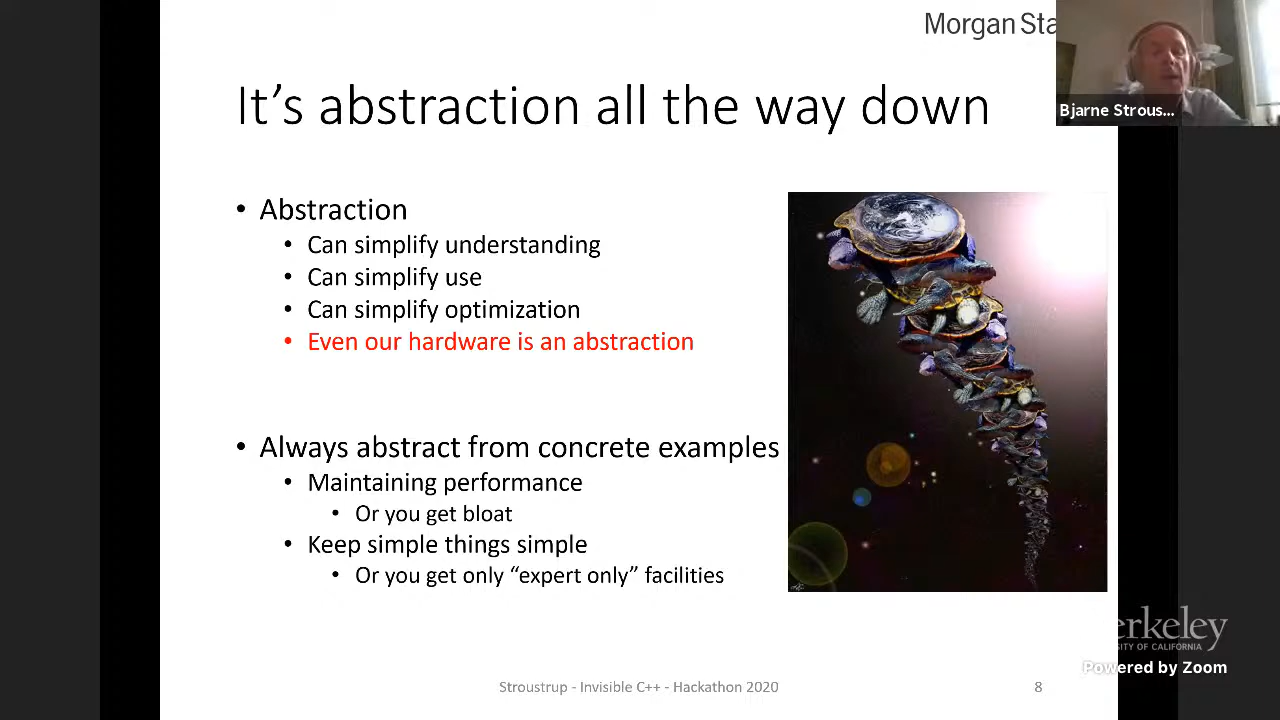 Morgan Sta
It’s abstraction all the way down
Bjarne Strous...
• Abstraction
• Can simplify understanding
• Can simplify use
• Can simplify optimization
• Even our hardware is an abstraction
• Always abstract from concrete examples
• Maintaining performance
• Or you get bloat
• Keep simple things simple
• Or you get only “expert only” facilities
erkeley
SITY OF CALIFORNIA
Powered by Zoom
Stroustrup - Invisible C++ - Hackathon 2020
8